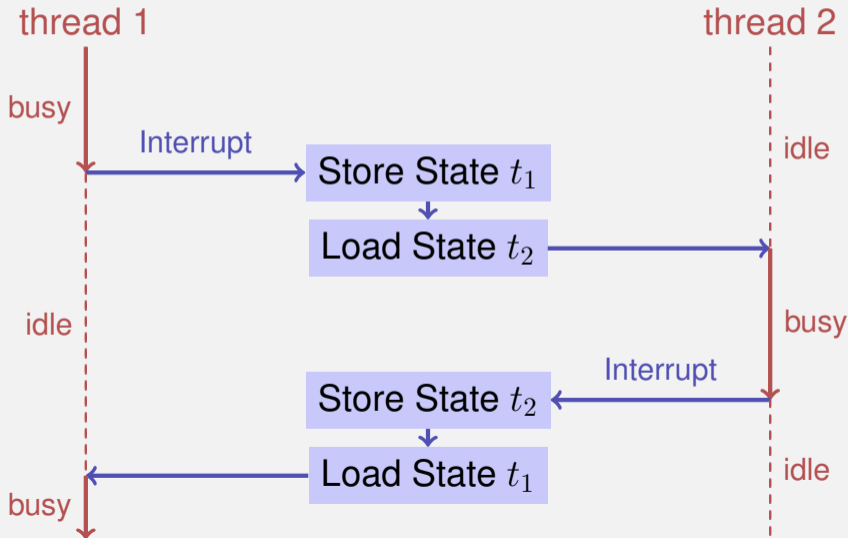 thread 1
thread 2
busy
Interrupt
idle
Store State t₁
Load State t₂
idle
busy
Interrupt
Store State t₂
Load State t₁
idle
busy